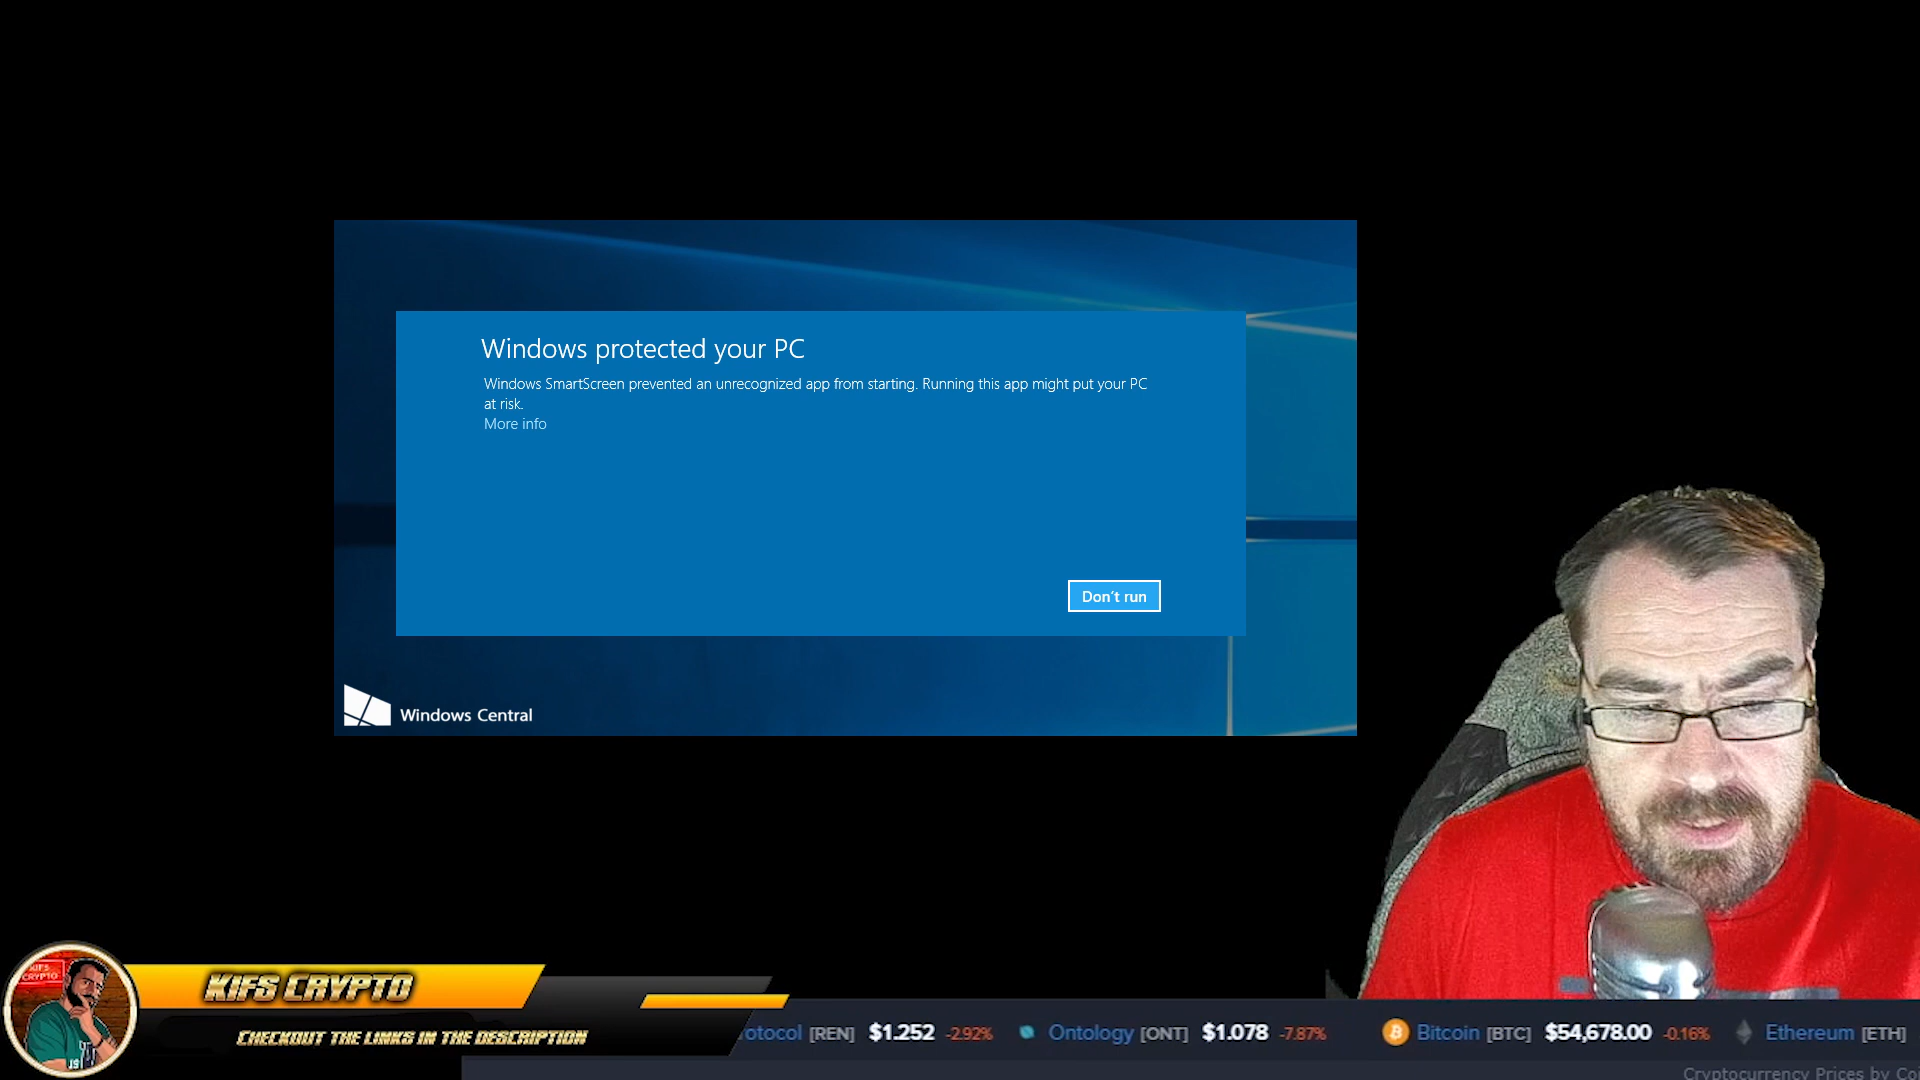 Windows protected your PC
Windows SmartScreen prevented an unrecognized app from starting. Running this app might put your PC
at risk.
More info
Don't run
Windows Central
KIFS CRYPTO
KIFS CRYPTO
CHECKOUT THE LINKS IN THE DESCRIPTION
otocol [REN] $1.252 -2.92% Ontology [ONT] $1.078 -7.87% Bitcoin [BTC] $54,678.00 -0.16% Ethereum [ETH]
Cryptocurrency Prices by Co